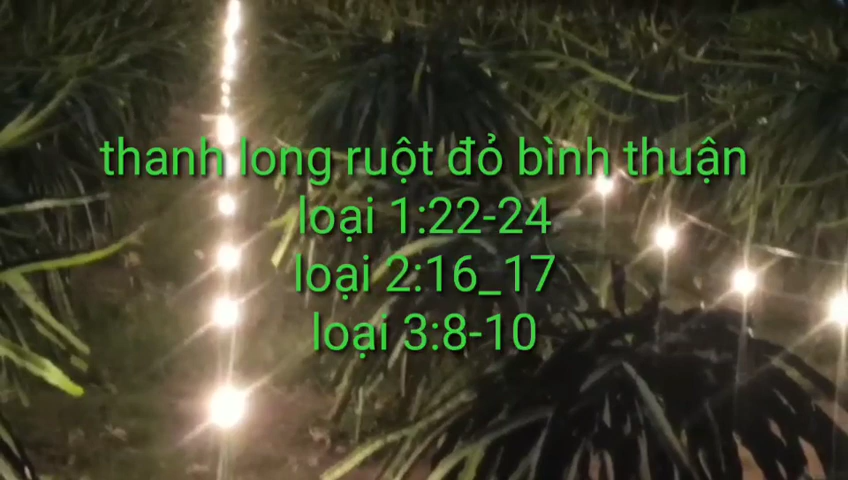 thanh long ruột đỏ bình thuận
loại 1:22-24
loại 2:16_17
loại 3:8-10